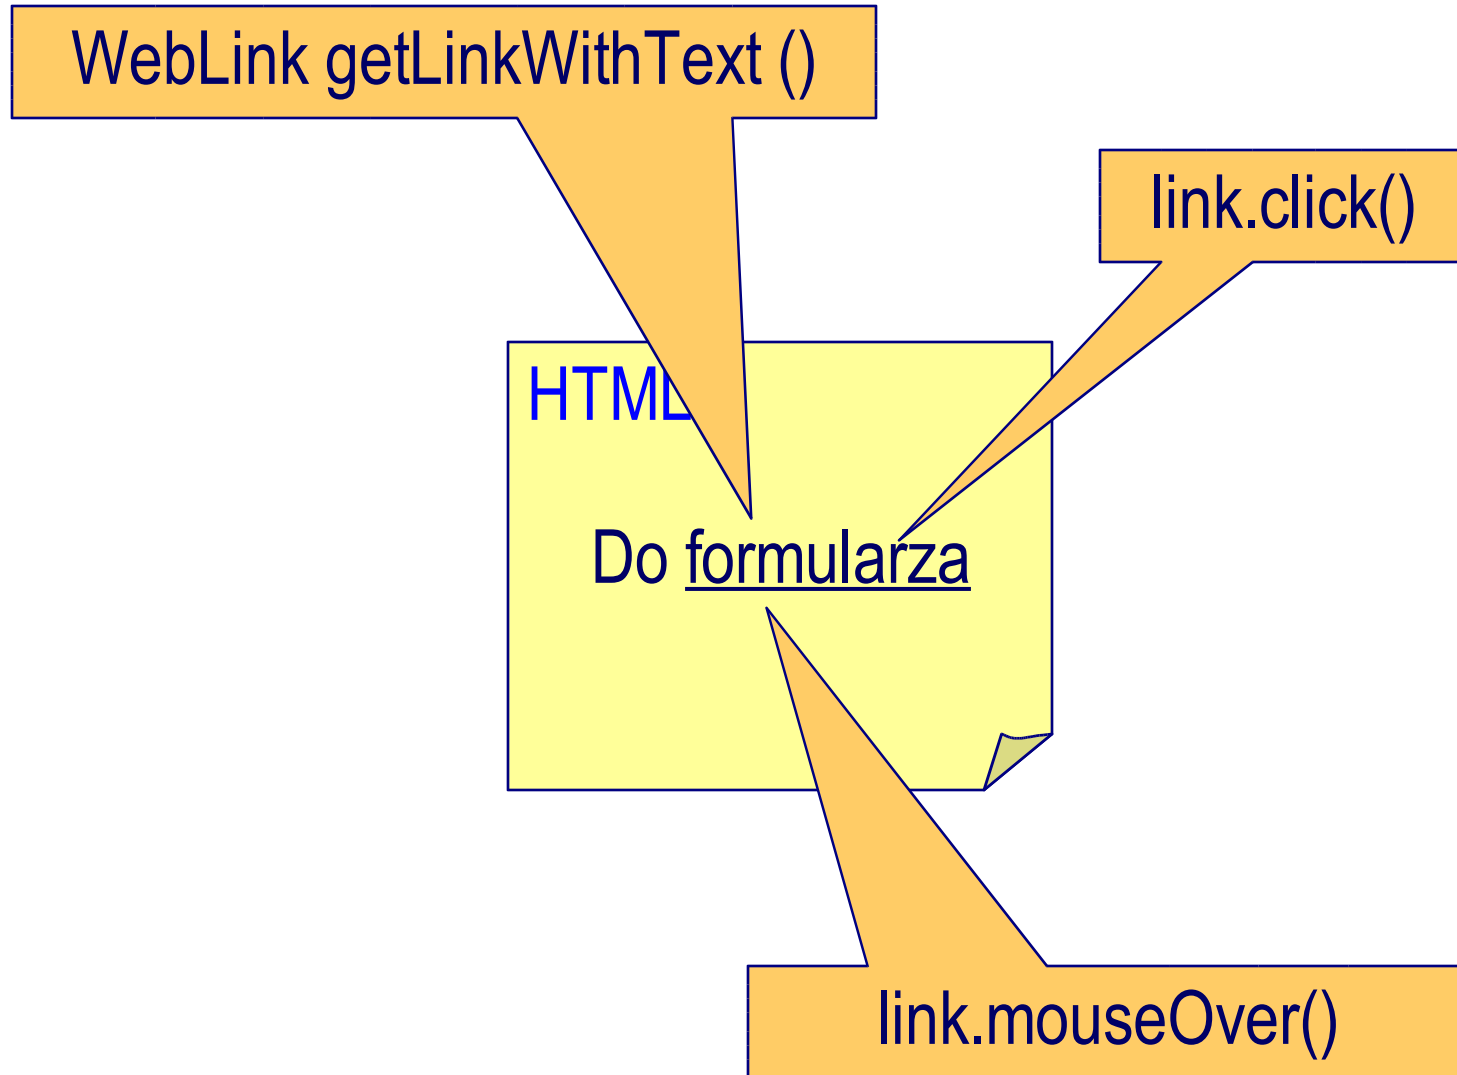 WebLink getLinkWithText ()
link.click()
HTML
Do formularza
link.mouseOver()